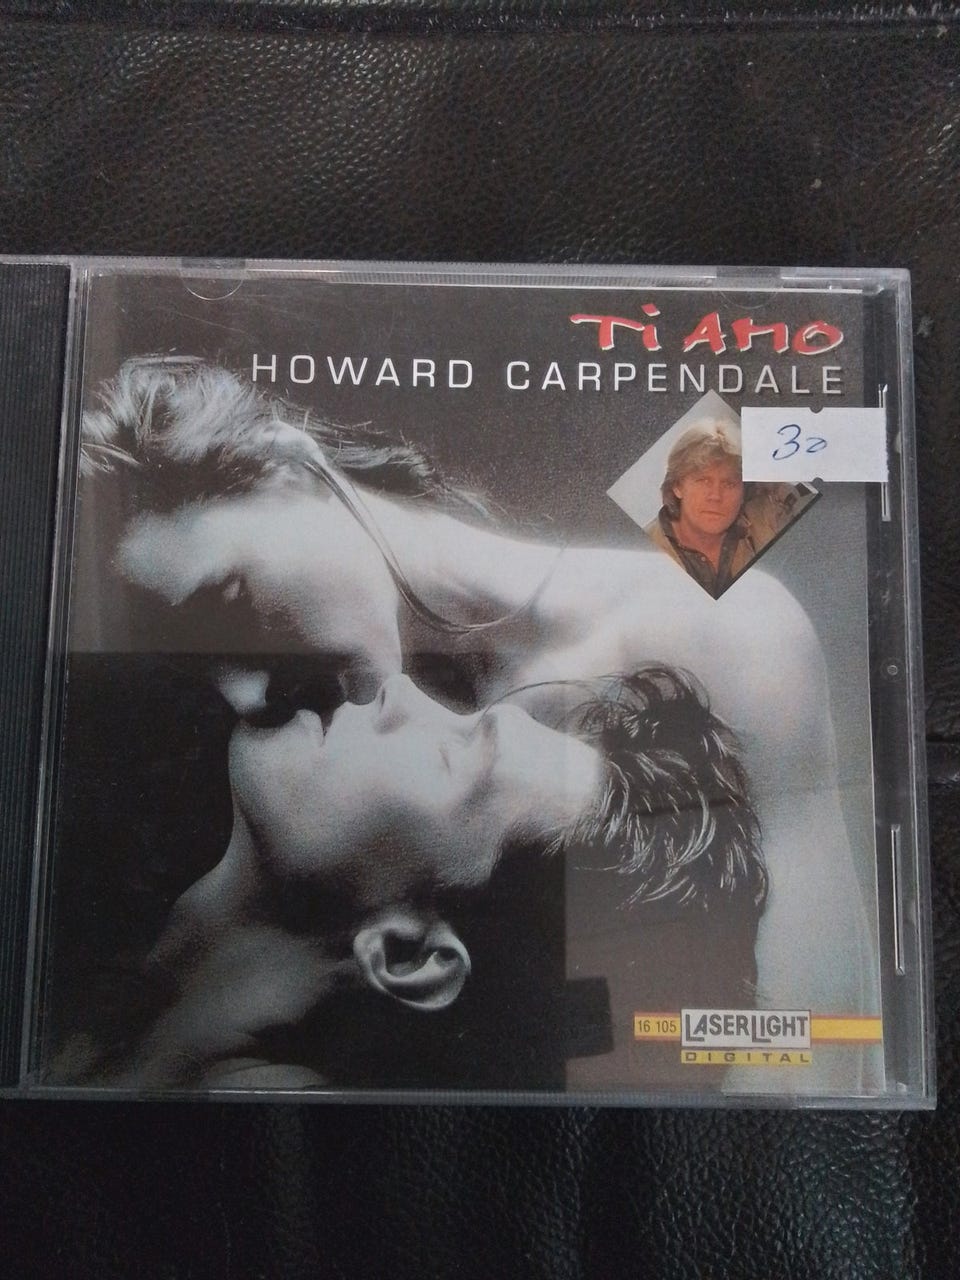 Ti AMO
HOWARD CARPENDALE
30
16 105 LASERLIGHT
DIGITAL